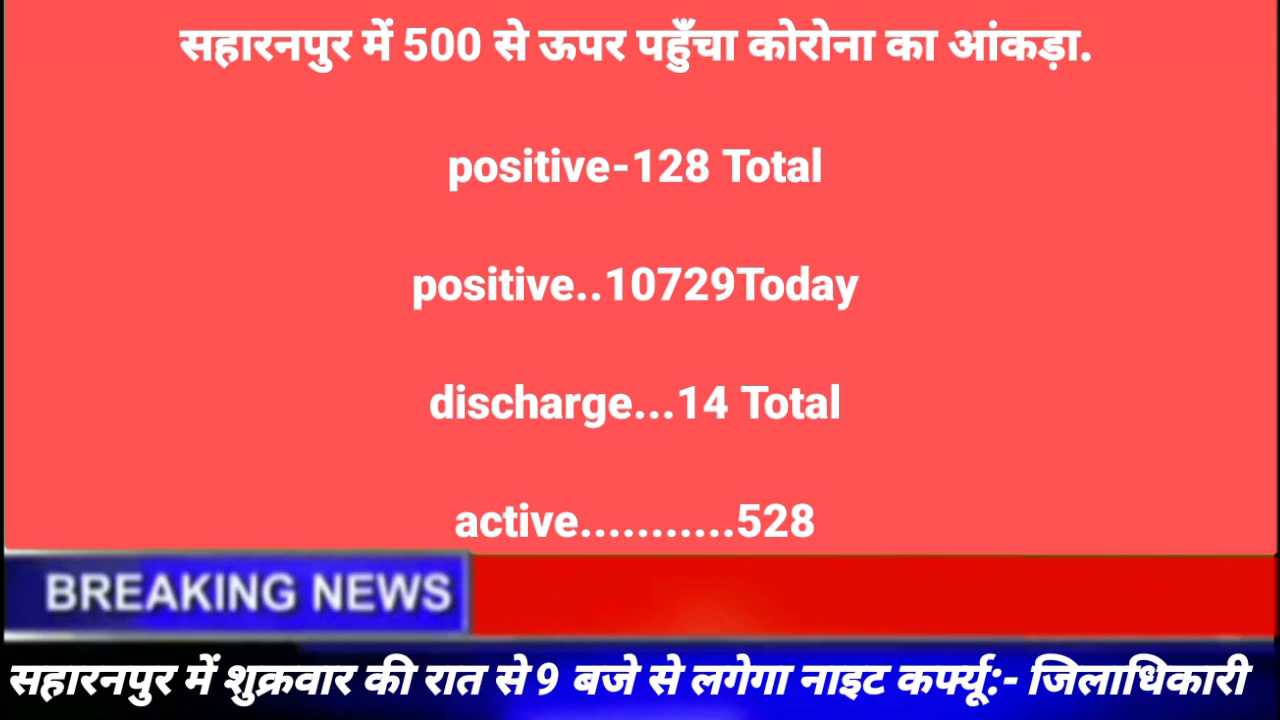 सहारनपुर में 500 से ऊपर पहुँचा कोरोना का आंकड़ा.
positive-128 Total
positive..10729Today
discharge...14 Total
active...........528
BREAKING NEWS
सहारनपुर में शुक्रवार की रात से 9 बजे से लगेगा नाइट कर्फ्यू:- जिलाधिकारी